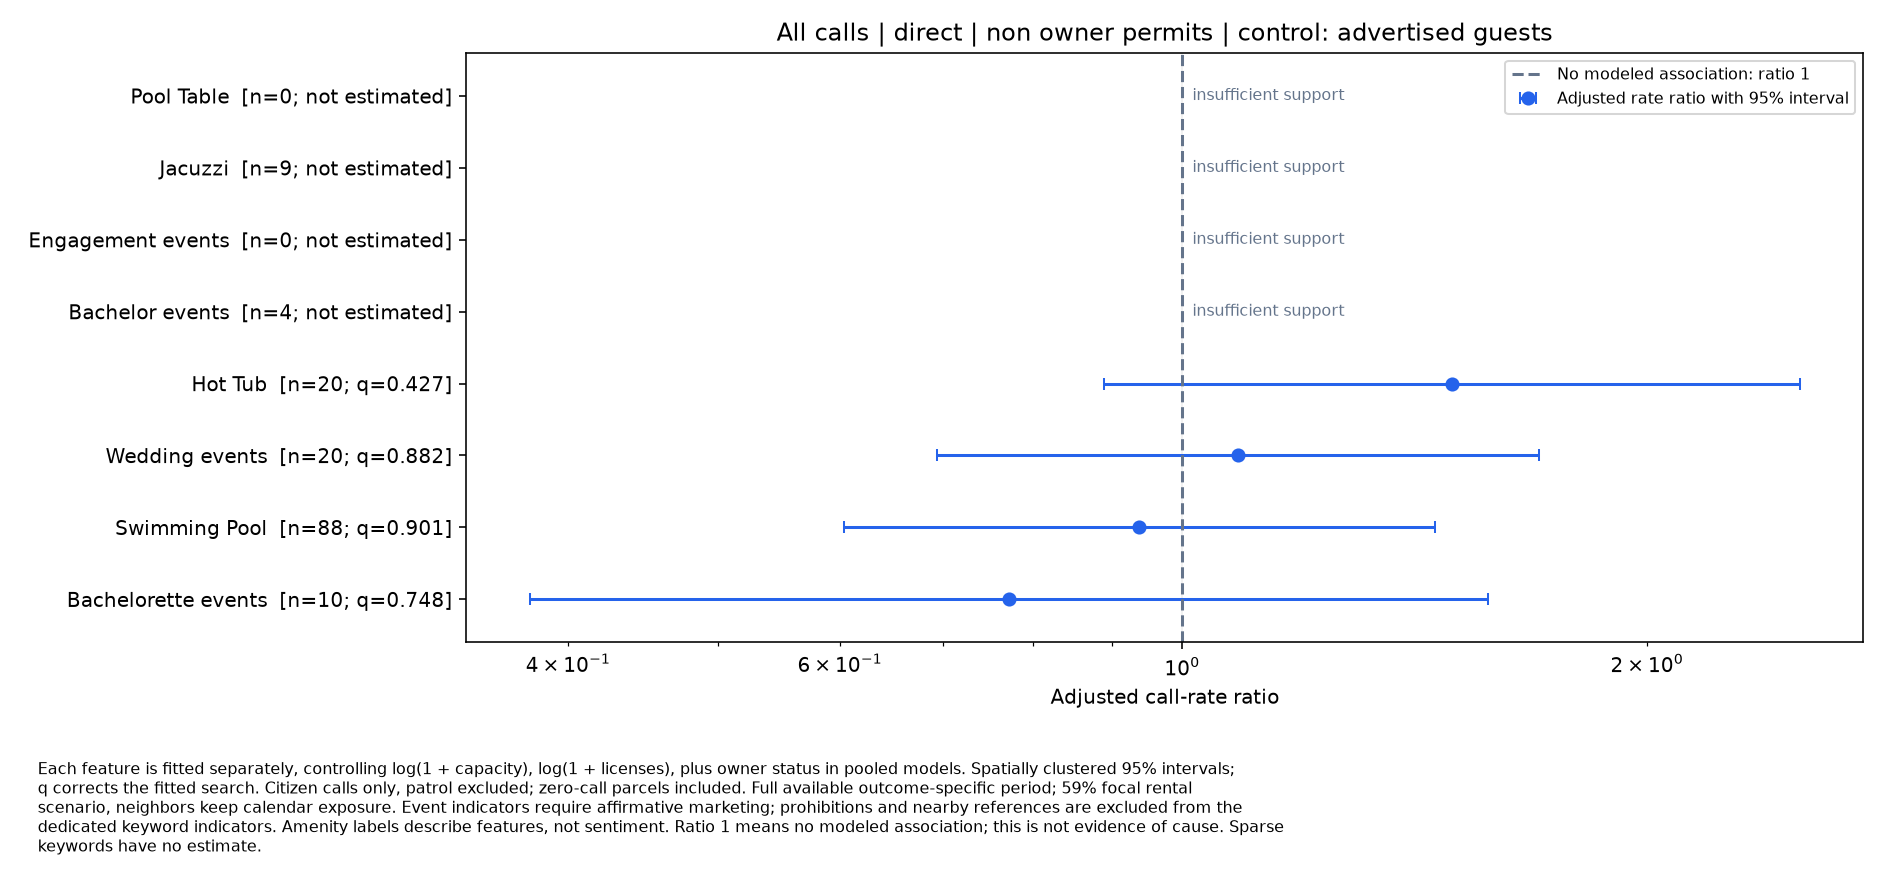 All calls | direct | non owner permits | control: advertised guests
No modeled association: ratio 1
Adjusted rate ratio with 95% interval
Pool Table [n=0; not estimated]
insufficient support
Jacuzzi [n=9; not estimated]
insufficient support
Engagement events [n=0; not estimated]
insufficient support
Bachelor events [n=4; not estimated]
insufficient support
Hot Tub [n=20; q=0.427]
Wedding events [n=20; q=0.882]
Swimming Pool [n=88; q=0.901]
Bachelorette events [n=10; q=0.748]
4 × 10⁻¹ 6 × 10⁻¹ 10⁰ 2 × 10⁰
Adjusted call-rate ratio
Each feature is fitted separately, controlling log(1 + capacity), log(1 + licenses), plus owner status in pooled models. Spatially clustered 95% intervals;
q corrects the fitted search. Citizen calls only, patrol excluded; zero-call parcels included. Full available outcome-specific period; 59% focal rental
scenario, neighbors keep calendar exposure. Event indicators require affirmative marketing; prohibitions and nearby references are excluded from the
dedicated keyword indicators. Amenity labels describe features, not sentiment. Ratio 1 means no modeled association; this is not evidence of cause. Sparse
keywords have no estimate.